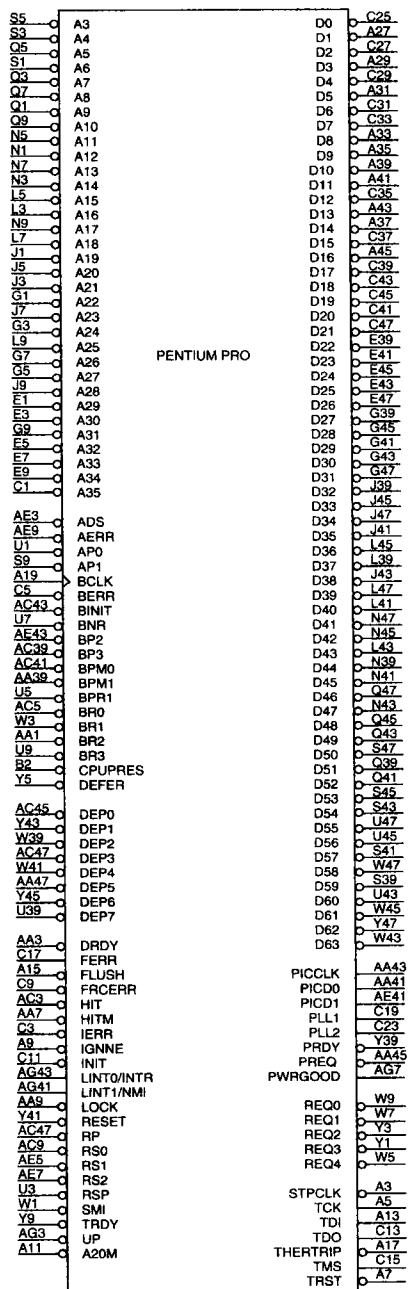 S5 A3
S3 A4
Q5 A5
S1 A6
Q3 A7
Q7 A8
Q1 A9
Q9 A10
N5 A11
N1 A12
N7 A13
N3 A14
L5 A15
L3 A16
N9 A17
L7 A18
J1 A19
J5 A20
J3 A21
G1 A22
J7 A23
G3 A24
L9 A25
G7 A26
G5 A27
J9 A28
E1 A29
E3 A30
G9 A31
E5 A32
E7 A33
E9 A34
C1 A35
AE3 ADS
AE9 AERR
U1 AP0
S9 AP1
A19 BCLK
C5 BERR
AC43 BINIT
U7 BNR
AE43 BP2
AC39 BP3
AC41 BPM0
AA39 BPM1
U5 BPR1
AC5 BR0
W3 BR1
AA1 BR2
U9 BR3
B2 CPUPRES
Y5 DEFER
AC45 DEP0
Y43 DEP1
W39 DEP2
AC47 DEP3
W41 DEP4
AA47 DEP5
Y45 DEP6
U39 DEP7
AA3 DRDY
C17 FERR
A15 FLUSH
C9 FRCERR
AC3 HIT
AA7 HITM
C3 IERR
A9 IGNNE
C11 INIT
AG43 LINT0/INTR
AG41 LINT1/NMI
AA9 LOCK
Y41 RESET
AC47 RP
AC9 RS0
AE5 RS1
AE7 RS2
U3 RSP
W1 SMI
Y9 TRDY
AG3 UP
A11 A20M
PENTIUM PRO
D0 C25
D1 A27
D2 C27
D3 A29
D4 C29
D5 A31
D6 C31
D7 C33
D8 A33
D9 A35
D10 A39
D11 A41
D12 C35
D13 A43
D14 A37
D15 C37
D16 A45
D17 C39
D18 C43
D19 C45
D20 C41
D21 C47
D22 E39
D23 E41
D24 E45
D25 E43
D26 E47
D27 G39
D28 G45
D29 G41
D30 G43
D31 G47
D32 J39
D33 J45
D34 J47
D35 J41
D36 L45
D37 L39
D38 J43
D39 L47
D40 L41
D41 N47
D42 N45
D43 L43
D44 N39
D45 N41
D46 Q47
D47 N43
D48 Q45
D49 Q43
D50 S47
D51 Q39
D52 Q41
D53 S45
D54 S43
D55 U47
D56 U45
D57 S41
D58 W47
D59 S39
D60 U43
D61 W45
D62 Y47
D63 W43
PICCLK AA43
PICD0 AA41
PICD1 AE41
PLL1 C19
PLL2 C23
PRDY Y39
PREQ AA45
PWRGOOD AG7
REQ0 W9
REQ1 W7
REQ2 Y3
REQ3 Y1
REQ4 W5
STPCLK A3
TCK A5
TDI A13
TDO C13
THERTRIP A17
TMS C15
TRST A7